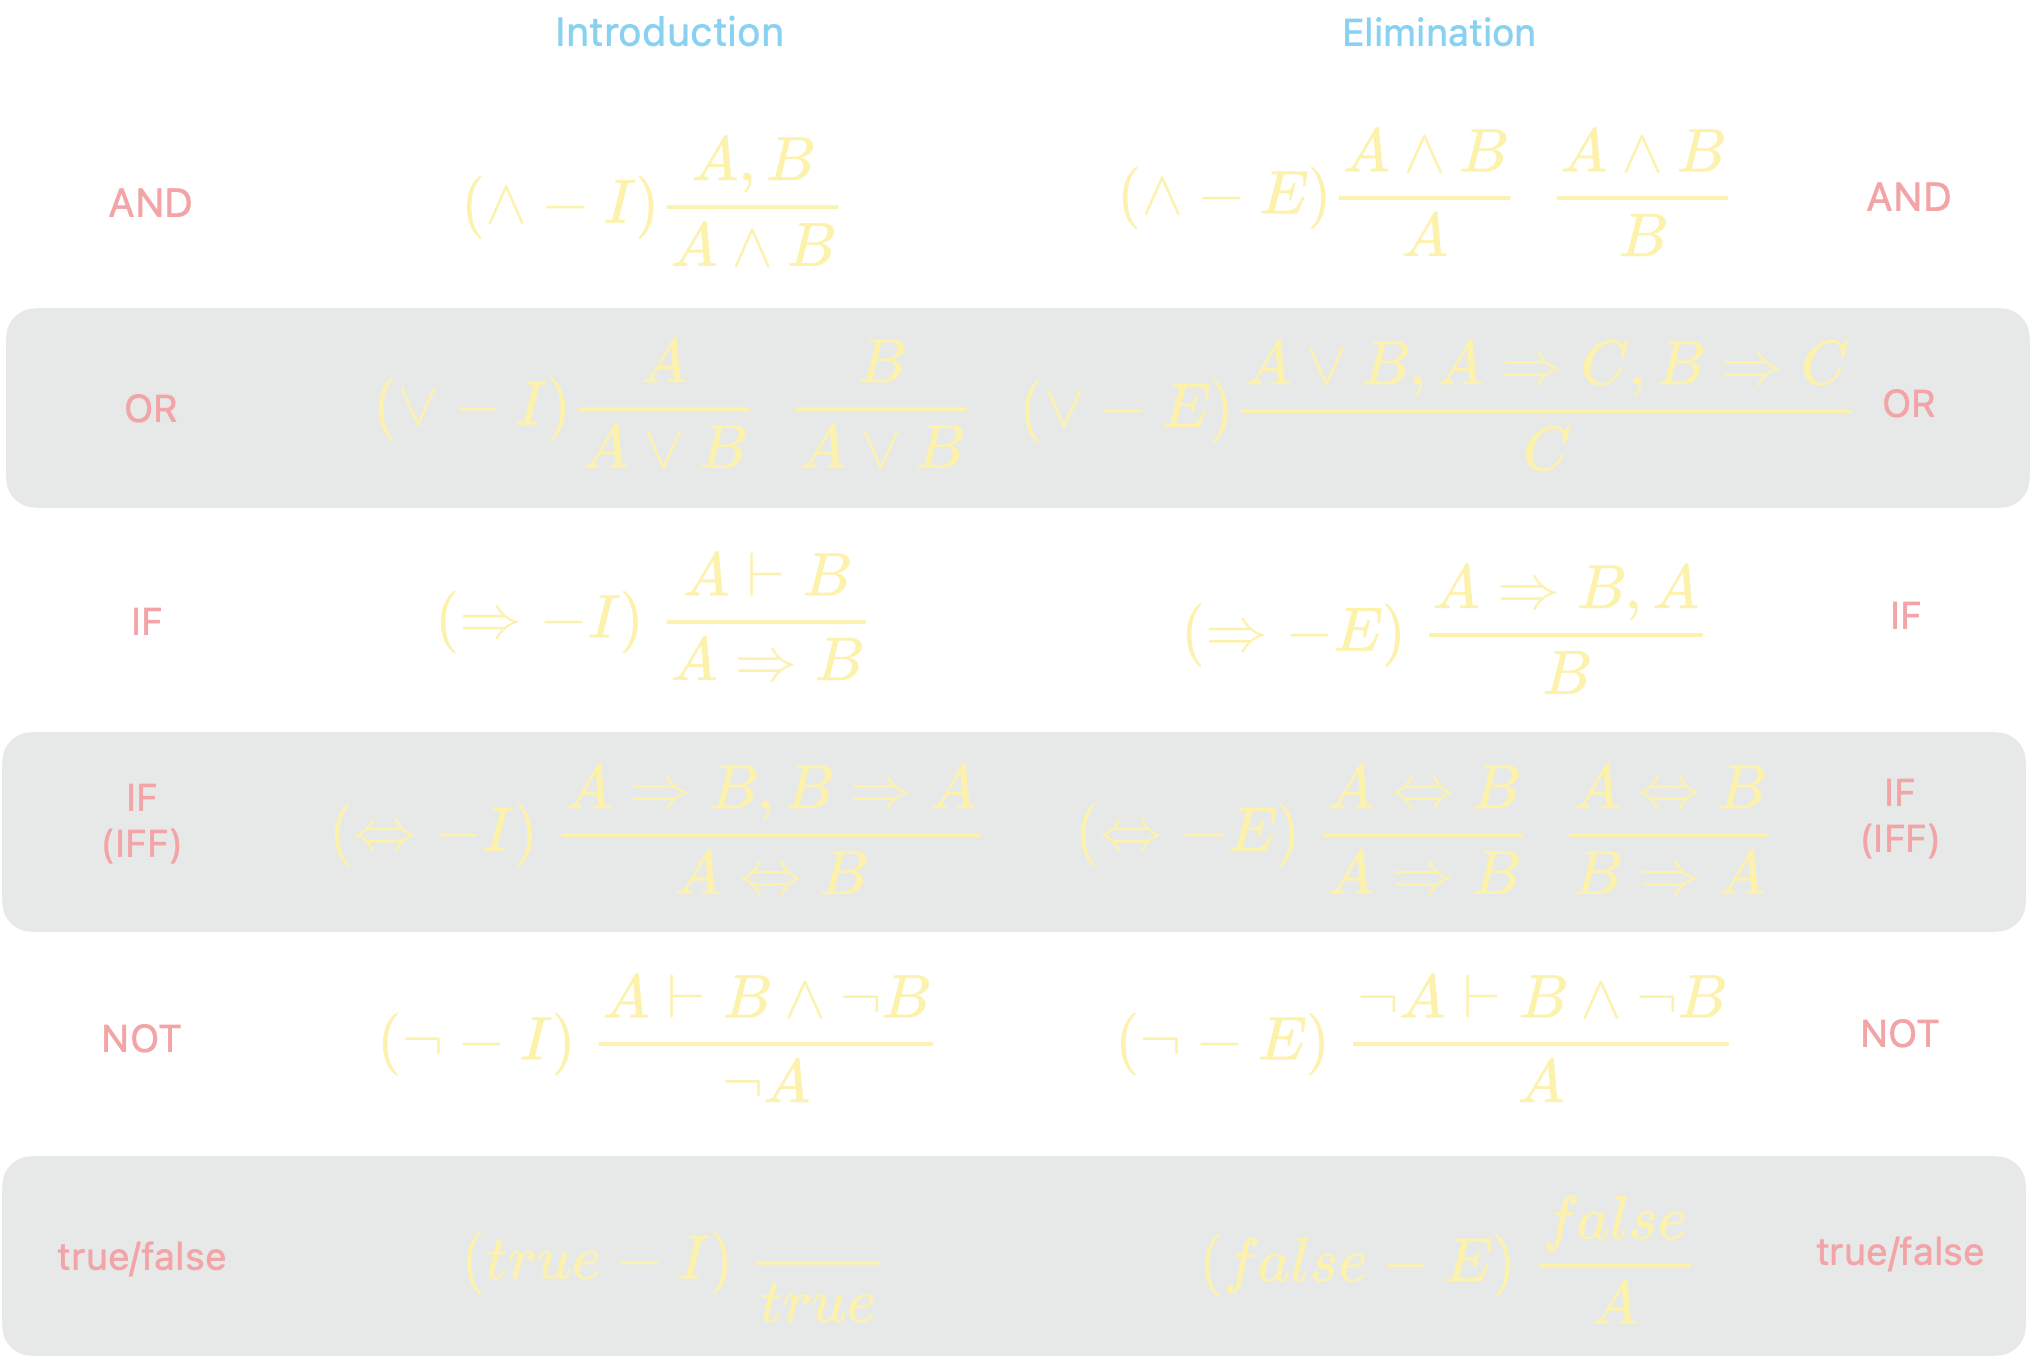 Introduction Elimination
AND (∧ − I) A, B / A ∧ B (∧ − E) A ∧ B / A A ∧ B / B AND
OR (∨ − I) A / A ∨ B B / A ∨ B (∨ − E) A ∨ B, A ⇒ C, B ⇒ C / C OR
IF (⇒ −I) A ⊢ B / A ⇒ B (⇒ −E) A ⇒ B, A / B IF
IF (IFF) (⇔ −I) A ⇒ B, B ⇒ A / A ⇔ B (⇔ −E) A ⇔ B / A ⇒ B A ⇔ B / B ⇒ A IF (IFF)
NOT (¬ − I) A ⊢ B ∧ ¬B / ¬A (¬ − E) ¬A ⊢ B ∧ ¬B / A NOT
true/false (true − I) / true (false − E) false / A true/false